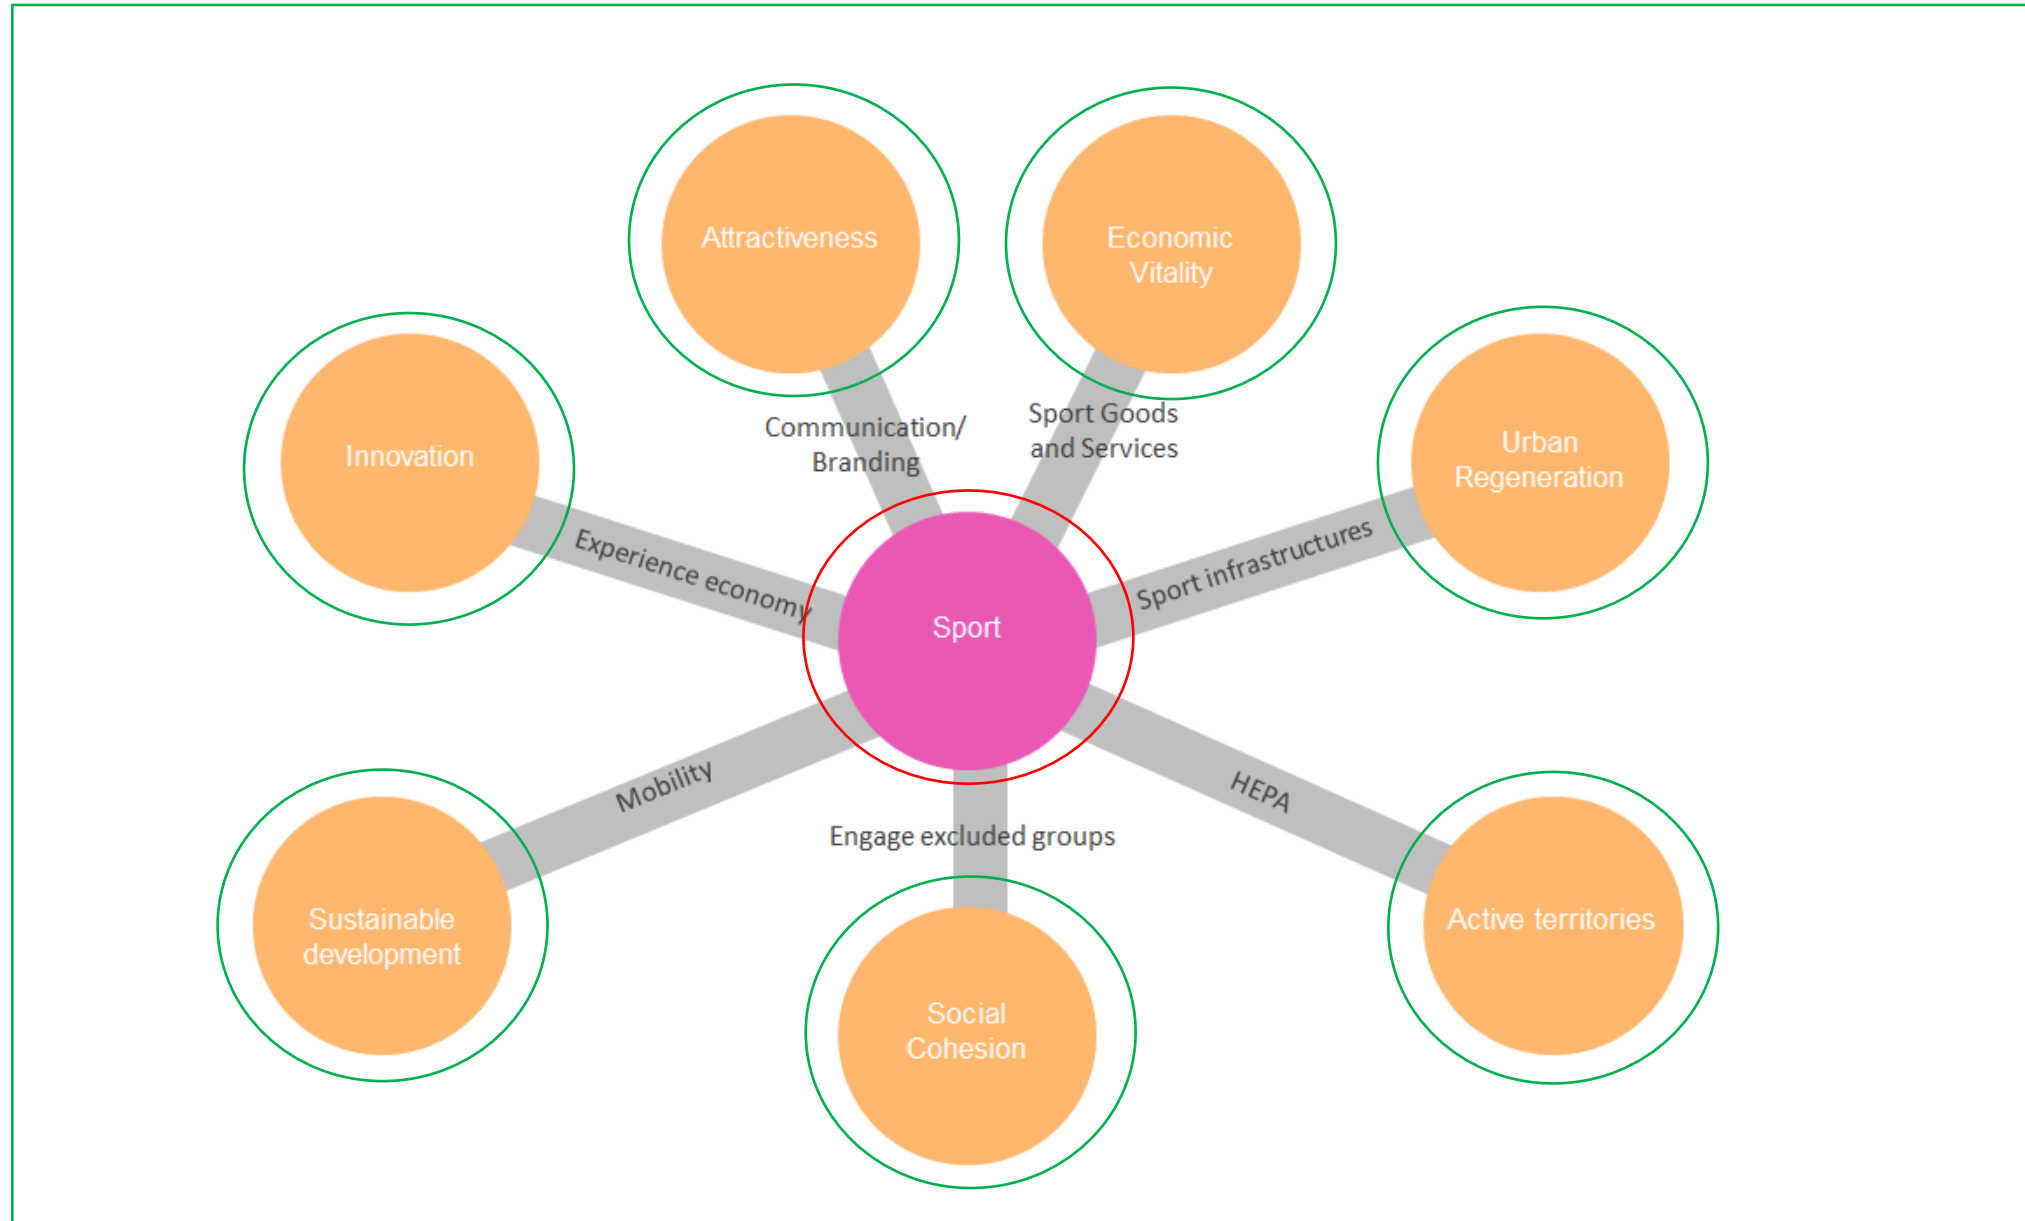 Attractiveness
Economic
Vitality
Communication/
Branding
Sport Goods
and Services
Innovation
Urban
Regeneration
Experience economy
Sport infrastructures
Sport
Mobility
HEPA
Engage excluded groups
Sustainable
development
Active territories
Social
Cohesion